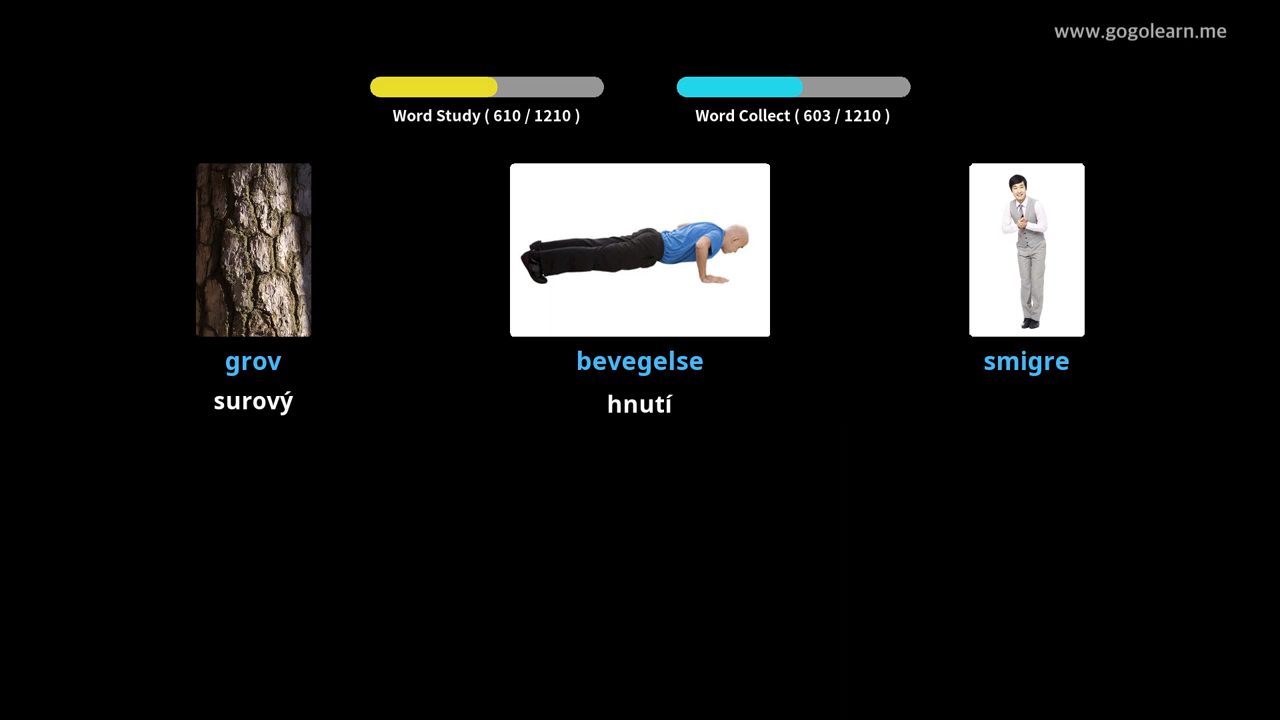 www.gogolearn.me
Word Study ( 610 / 1210 )
Word Collect ( 603 / 1210 )
grov
bevegelse
smigre
surový
hnutí